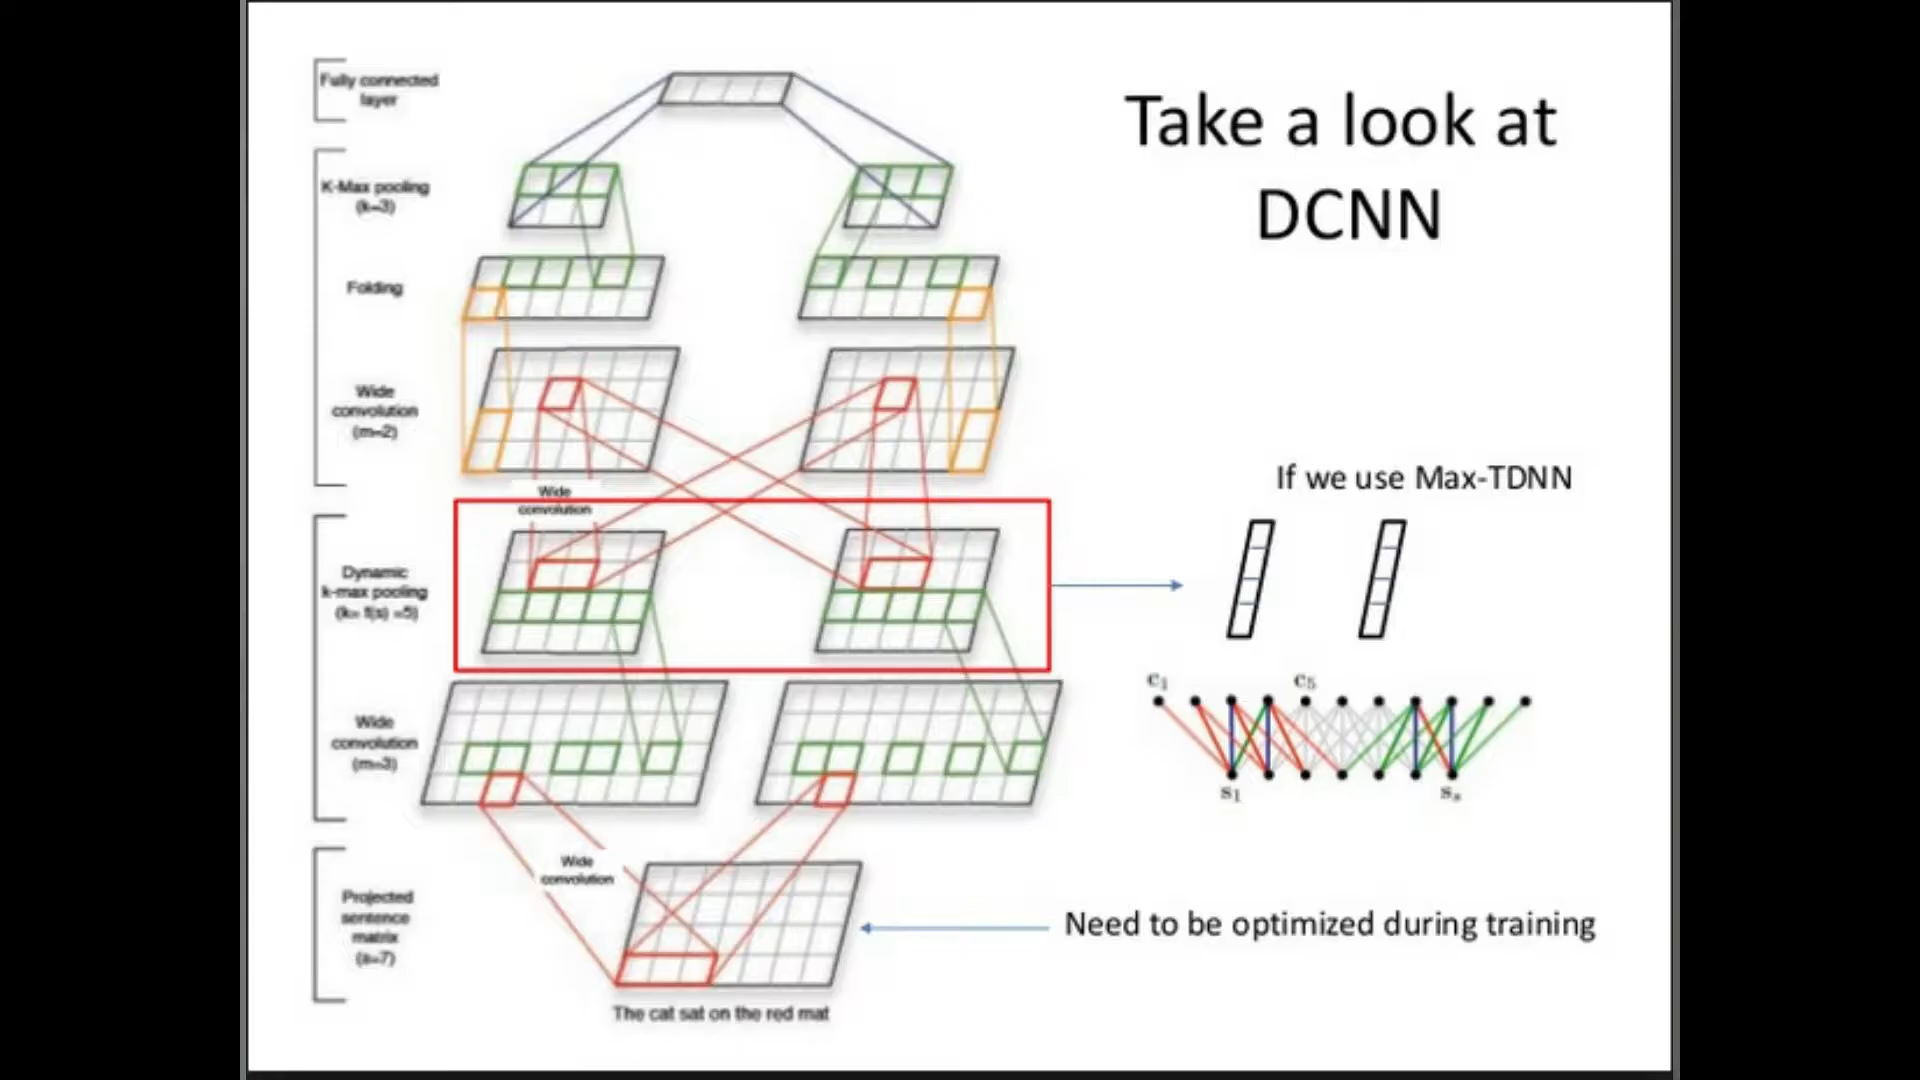 Take a look at
DCNN
Fully connected
layer
K-Max pooling
(k=3)
Folding
Wide
convolution
(m=2)
Wide
convolution
Dynamic
k-max pooling
(k= f(s) =5)
Wide
convolution
(m=3)
Wide
convolution
Projected
sentence
matrix
(s=7)
The cat sat on the red mat
If we use Max-TDNN
c₁ c₅
s₁ sₛ
Need to be optimized during training